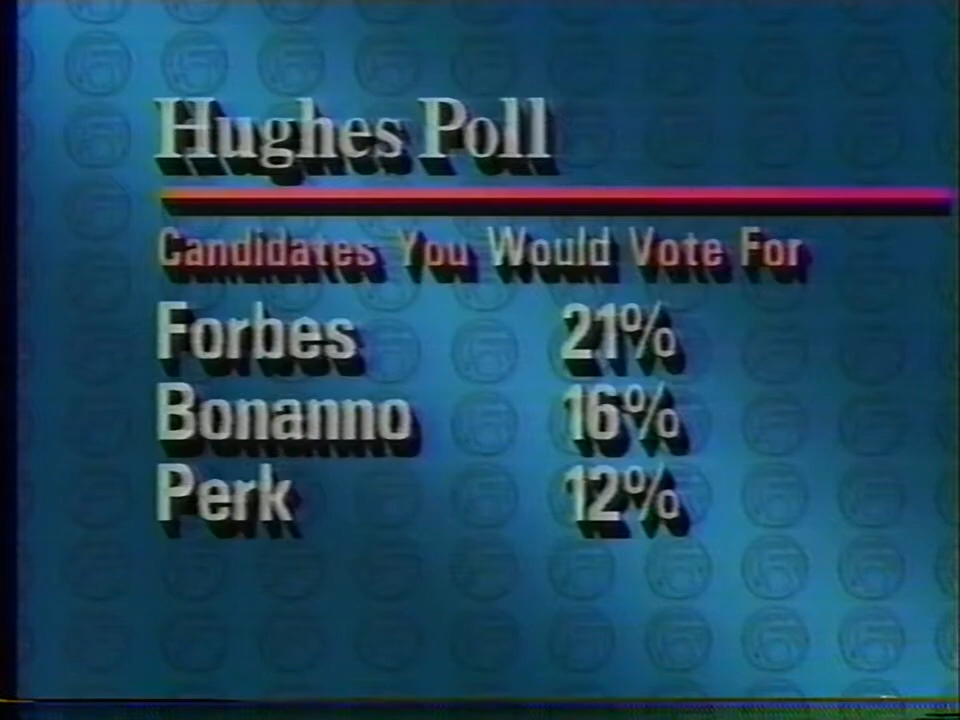 Hughes Poll
Candidates You Would Vote For
Forbes 21%
Bonanno 16%
Perk 12%